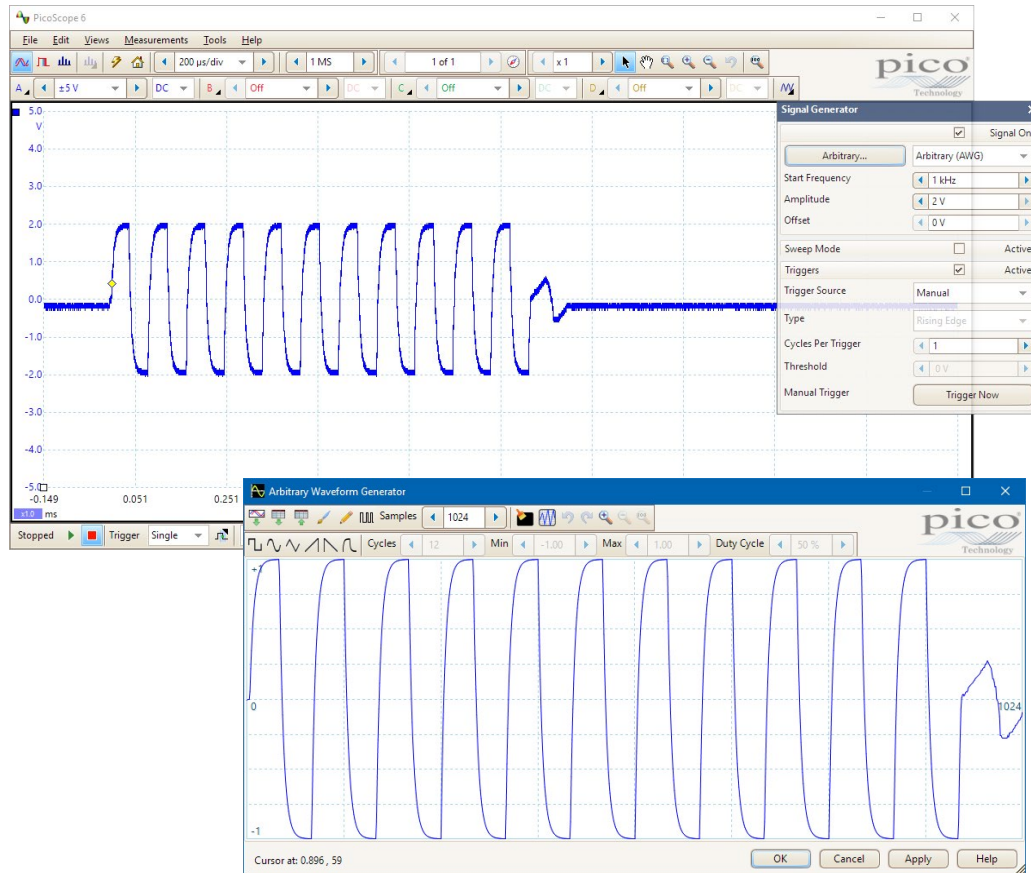 PicoScope 6
File Edit Views Measurements Tools Help
200 µs/div 1 MS 1 of 1 x 1
pico
Technology
A ±5 V DC B Off DC C Off DC D Off DC
5.0
V
4.0
3.0
2.0
1.0
0.0
-1.0
-2.0
-3.0
-4.0
-5.0
-0.149 0.051 0.251
x1.0 ms
Stopped Trigger Single
Signal Generator
Signal On
Arbitrary... Arbitrary (AWG)
Start Frequency 1 kHz
Amplitude 2 V
Offset 0 V
Sweep Mode Active
Triggers Active
Trigger Source Manual
Type Rising Edge
Cycles Per Trigger 1
Threshold 0 V
Manual Trigger Trigger Now
Arbitrary Waveform Generator
Samples 1024
pico
Technology
Cycles 12 Min -1.00 Max 1.00 Duty Cycle 50 %
+1
0 1024
-1
Cursor at: 0.896 , 59
OK Cancel Apply Help